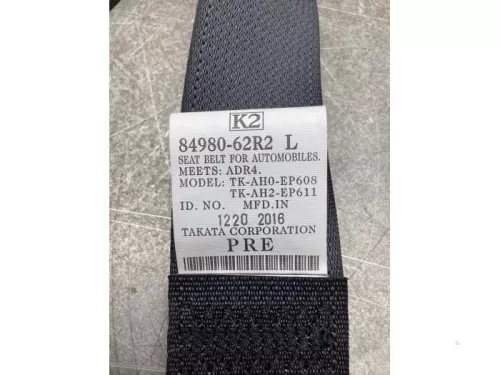 K2
84980-62R2 L
SEAT BELT FOR AUTOMOBILES.
MEETS: ADR4.
MODEL: TK-AH0-EP608
TK-AH2-EP611
ID. NO. MFD.IN
1220 2016
TAKATA CORPORATION
PRE